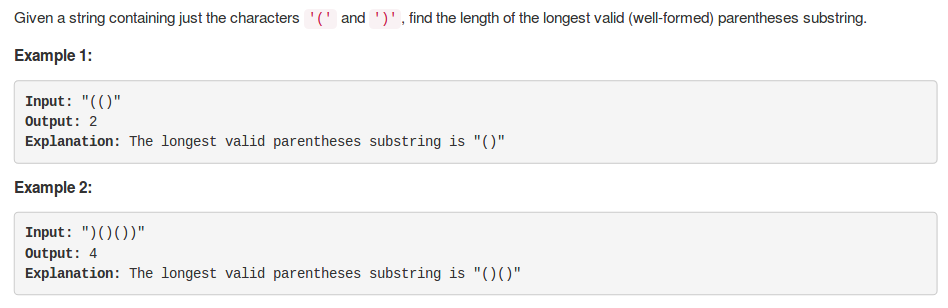 Given a string containing just the characters '(' and ')', find the length of the longest valid (well-formed) parentheses substring.
Example 1:
Input: "(()"
Output: 2
Explanation: The longest valid parentheses substring is "()"
Example 2:
Input: ")()())"
Output: 4
Explanation: The longest valid parentheses substring is "()()"